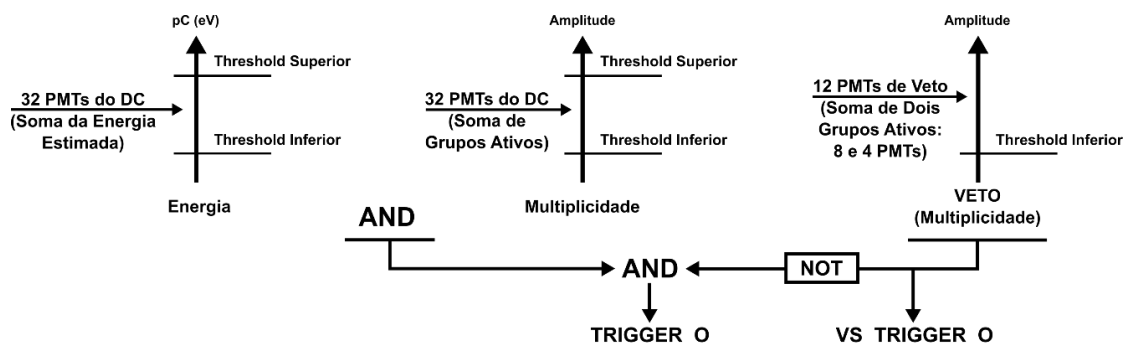 pC (eV)
Threshold Superior
32 PMTs do DC
(Soma da Energia
Estimada)
Threshold Inferior
Energia
Amplitude
Threshold Superior
32 PMTs do DC
(Soma de
Grupos Ativos)
Threshold Inferior
Multiplicidade
Amplitude
12 PMTs de Veto
(Soma de Dois
Grupos Ativos:
8 e 4 PMTs)
Threshold Inferior
VETO
(Multiplicidade)
AND
AND
NOT
TRIGGER O
VS TRIGGER O